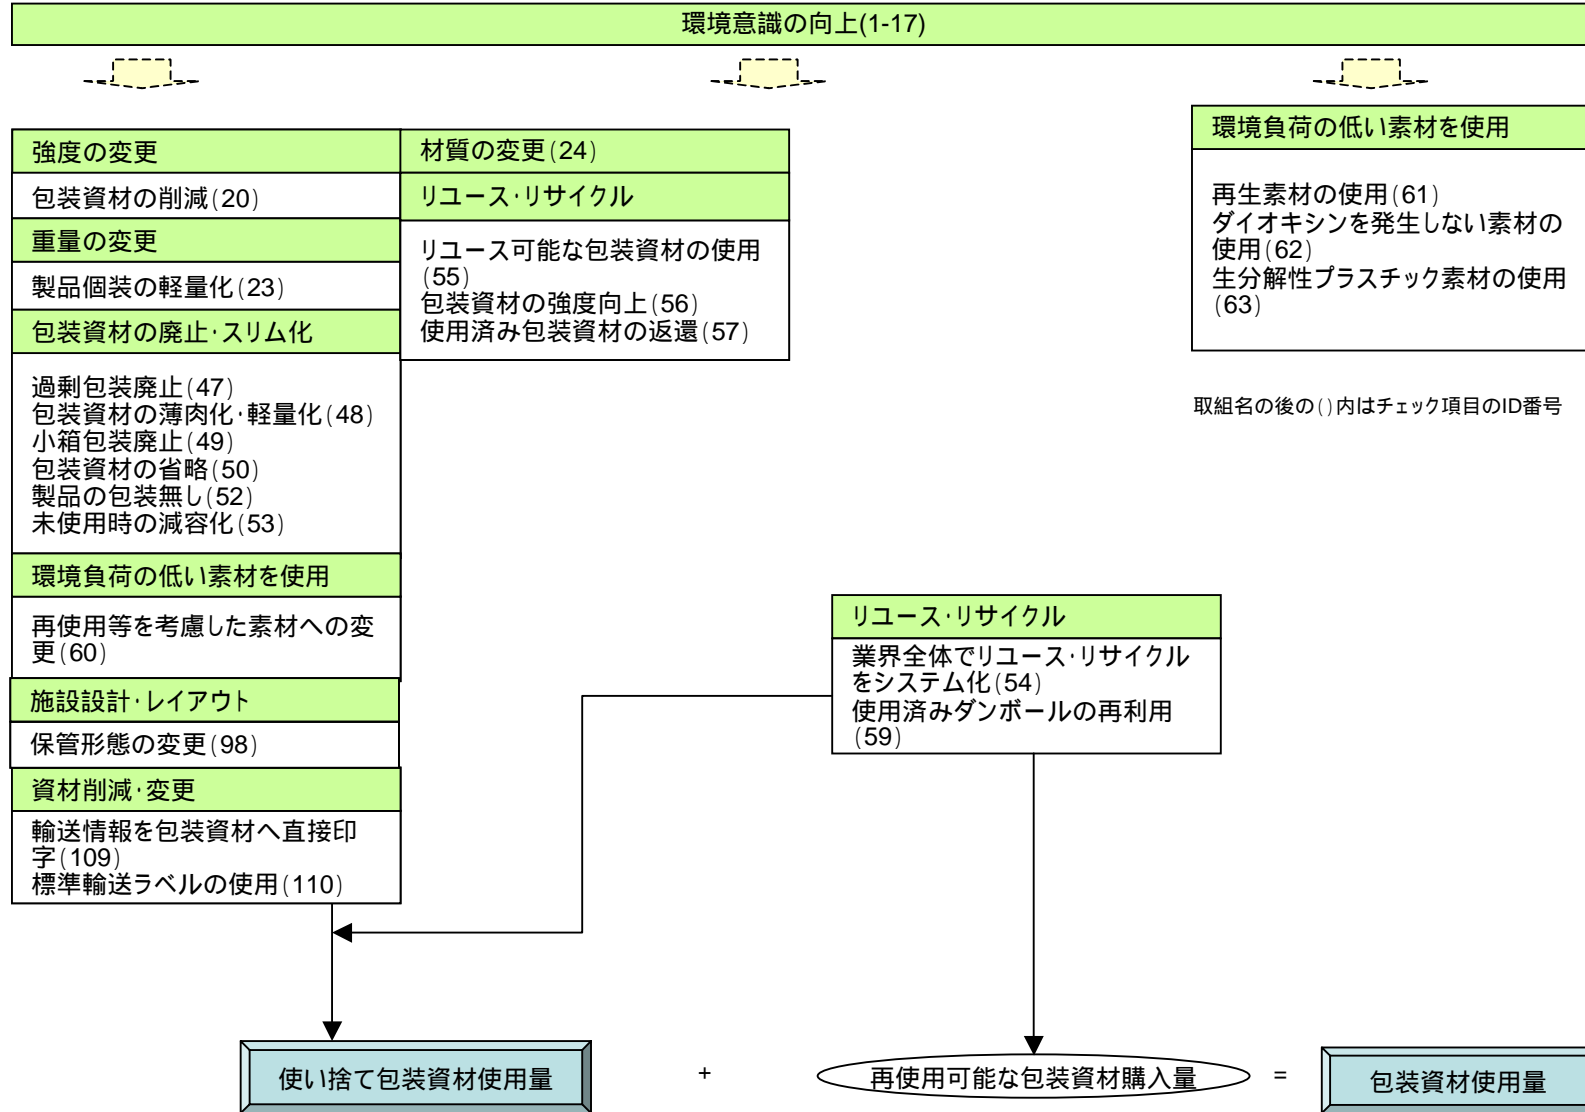 環境意識の向上(1-17)
強度の変更
包装資材の削減(20)
重量の変更
製品個装の軽量化(23)
包装資材の廃止・スリム化
過剰包装廃止(47)
包装資材の薄肉化・軽量化(48)
小箱包装廃止(49)
包装資材の省略(50)
製品の包装無し(52)
未使用時の減容化(53)
環境負荷の低い素材を使用
再使用等を考慮した素材への変
更(60)
施設設計・レイアウト
保管形態の変更(98)
資材削減・変更
輸送情報を包装資材へ直接印
字(109)
標準輸送ラベルの使用(110)
材質の変更(24)
リユース・リサイクル
リユース可能な包装資材の使用
(55)
包装資材の強度向上(56)
使用済み包装資材の返還(57)
環境負荷の低い素材を使用
再生素材の使用(61)
ダイオキシンを発生しない素材の
使用(62)
生分解性プラスチック素材の使用
(63)
取組名の後の()内はチェック項目のID番号
リユース・リサイクル
業界全体でリユース・リサイクル
をシステム化(54)
使用済みダンボールの再利用
(59)
使い捨て包装資材使用量
+
再使用可能な包装資材購入量
=
包装資材使用量